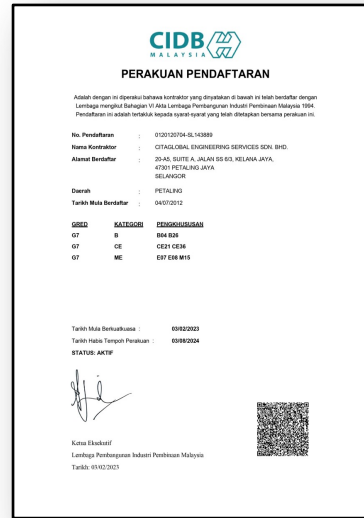 CIDB
MALAYSIA
PERAKUAN PENDAFTARAN
Adalah dengan ini diperakui bahawa kontraktor yang dinyatakan di bawah ini telah berdaftar dengan
Lembaga mengikut Bahagian VI Akta Lembaga Pembangunan Industri Pembinaan Malaysia 1994.
Pendaftaran ini adalah tertakluk kepada syarat-syarat yang telah ditetapkan bersama perakuan ini.
No. Pendaftaran : 0120120704-SL143889
Nama Kontraktor : CITAGLOBAL ENGINEERING SERVICES SDN. BHD.
Alamat Berdaftar : 20-A5, SUITE A, JALAN SS 6/3, KELANA JAYA,
47301 PETALING JAYA
SELANGOR
Daerah : PETALING
Tarikh Mula Berdaftar : 04/07/2012
GRED KATEGORI PENGKHUSUSAN
G7 B B04 B26
G7 CE CE21 CE36
G7 ME E07 E08 M15
Tarikh Mula Berkuatkuasa : 03/02/2023
Tarikh Habis Tempoh Perakuan : 03/08/2024
STATUS: AKTIF
Ketua Eksekutif
Lembaga Pembangunan Industri Pembinaan Malaysia
Tarikh: 03/02/2023